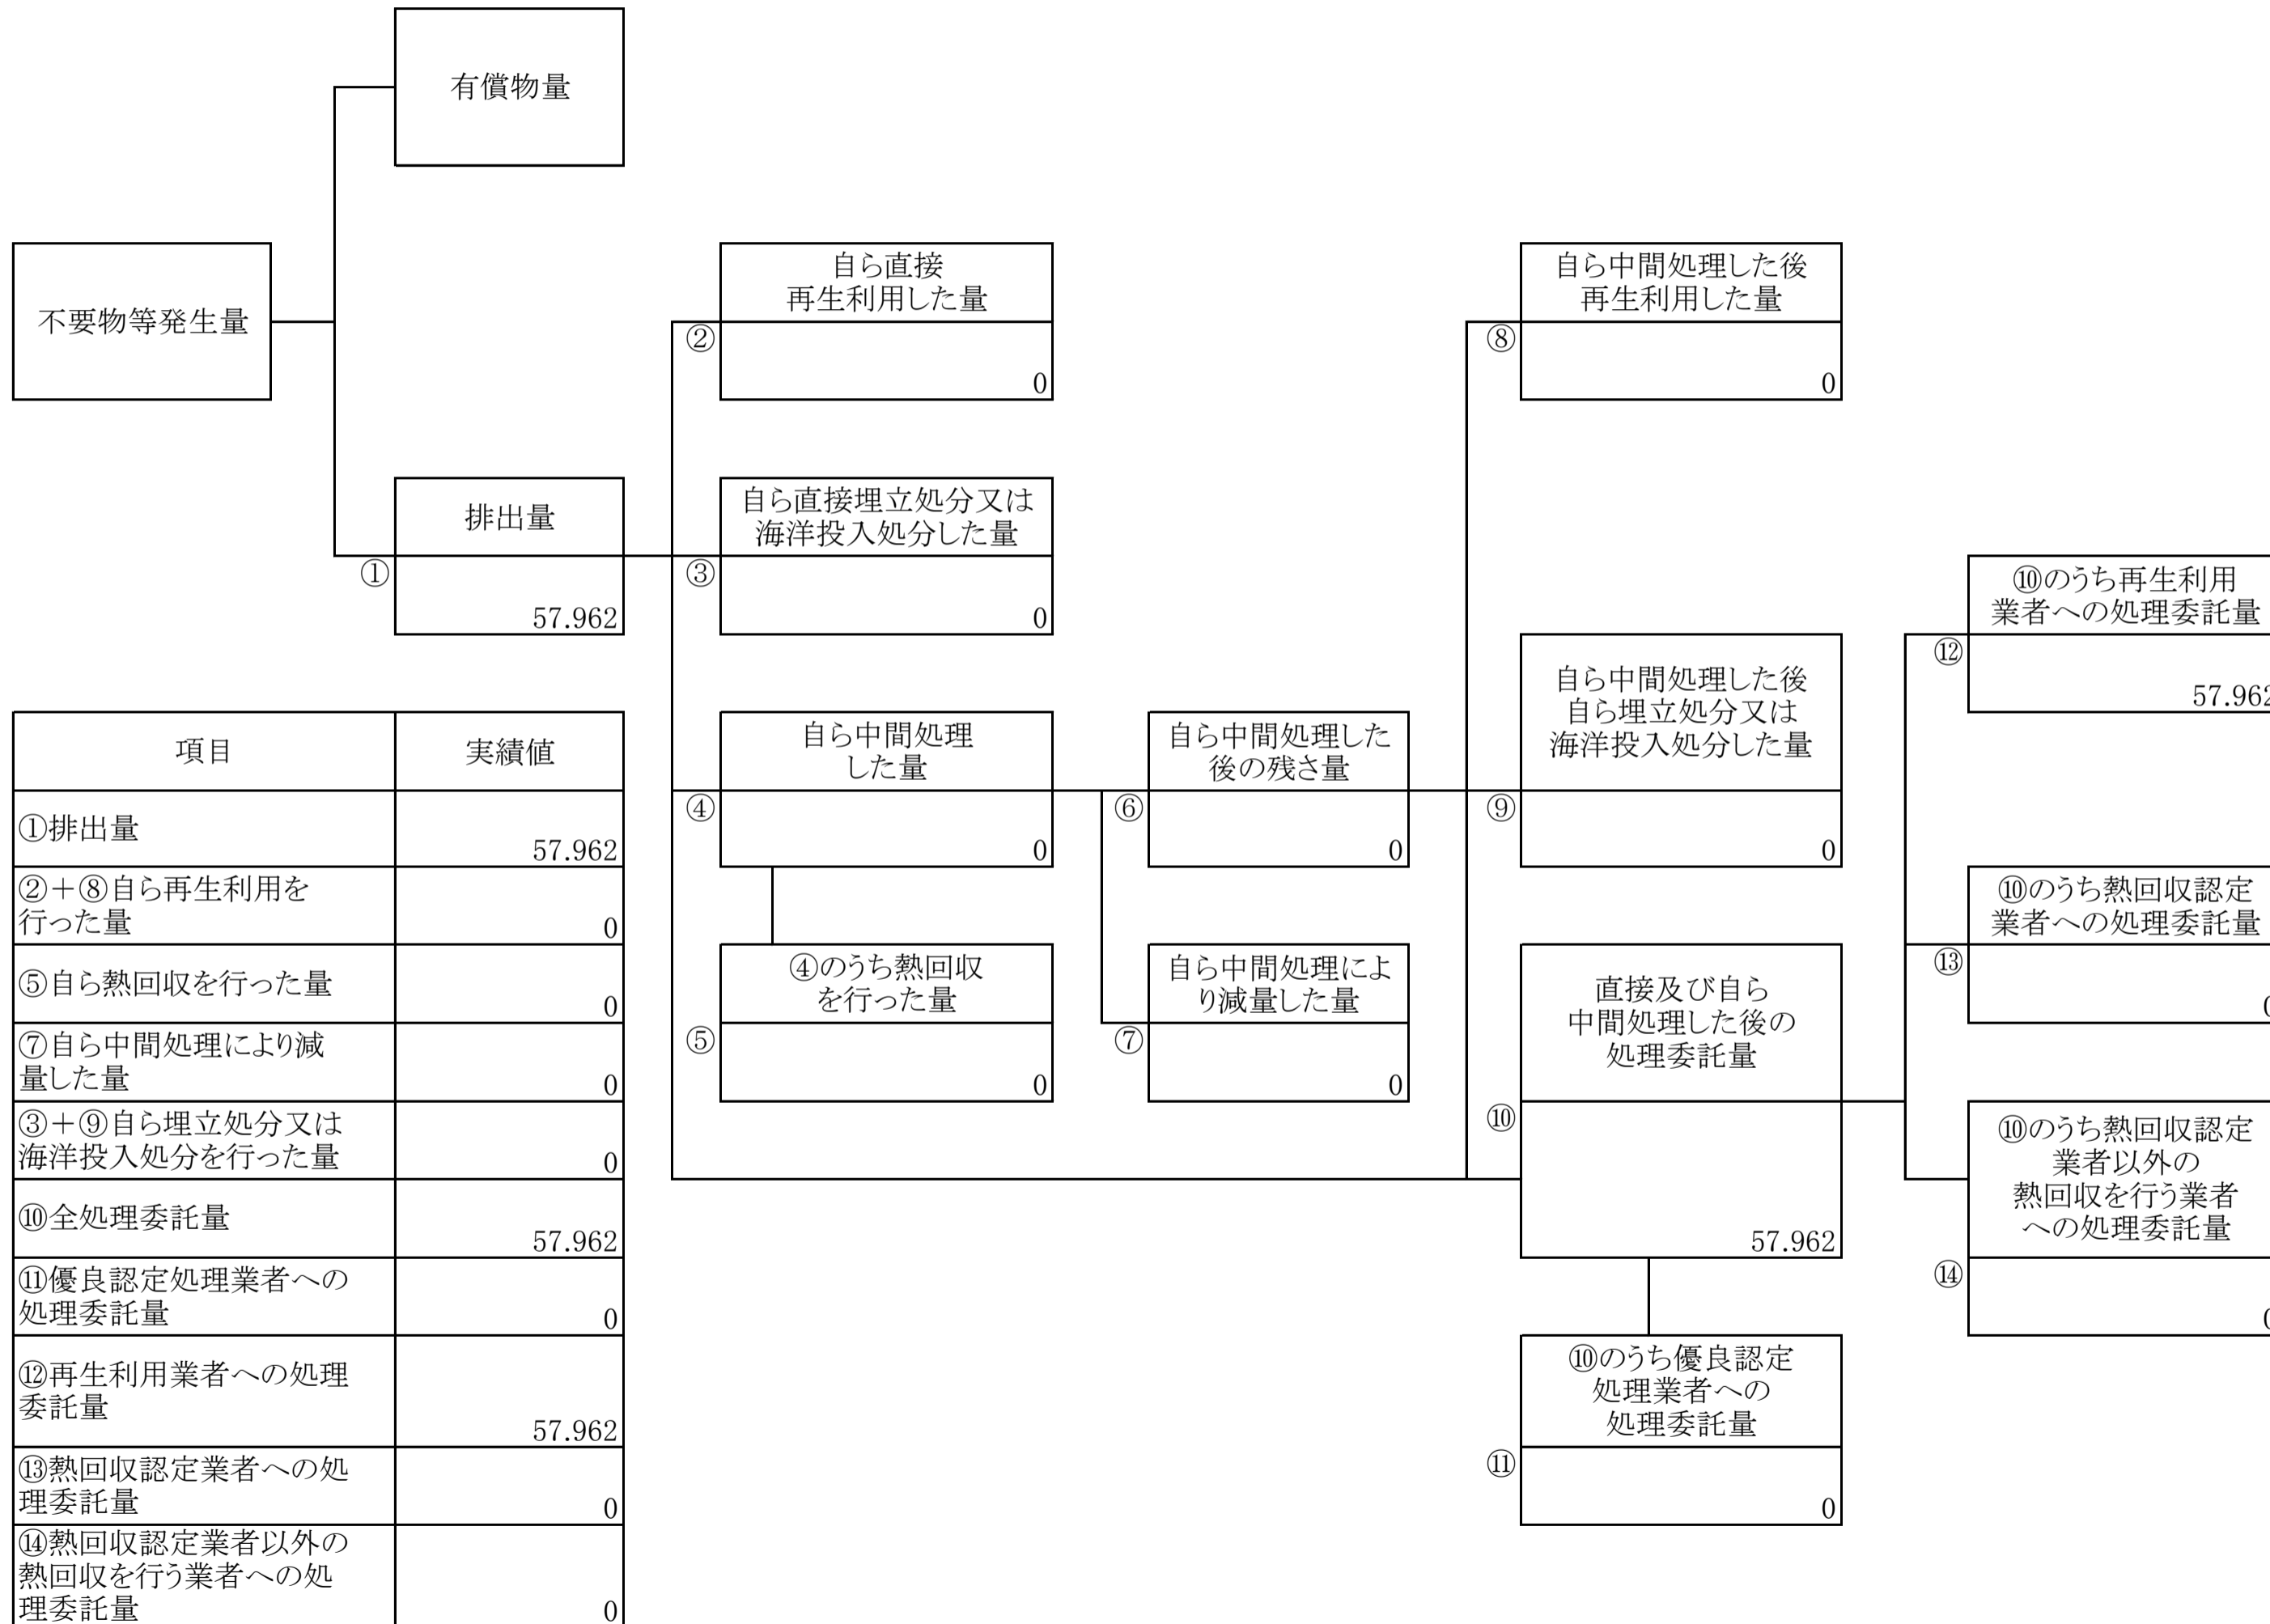 有償物量
不要物等発生量
自ら直接
再生利用した量
②
0
自ら中間処理した後
再生利用した量
⑧
0
排出量
①
57.962
自ら直接埋立処分又は
海洋投入処分した量
③
0
⑩のうち再生利用
業者への処理委託量
⑫
57.962
自ら中間処理
した量
④
0
自ら中間処理した
後の残さ量
⑥
0
自ら中間処理した後
自ら埋立処分又は
海洋投入処分した量
⑨
0
⑩のうち熱回収認定
業者への処理委託量
⑬
0
④のうち熱回収
を行った量
⑤
0
自ら中間処理によ
り減量した量
⑦
0
直接及び自ら
中間処理した後の
処理委託量
⑩
57.962
⑩のうち熱回収認定
業者以外の
熱回収を行う業者
への処理委託量
⑭
0
⑩のうち優良認定
処理業者への
処理委託量
⑪
0
項目
実績値
①排出量
57.962
②+⑧自ら再生利用を
行った量
0
⑤自ら熱回収を行った量
0
⑦自ら中間処理により減
量した量
0
③+⑨自ら埋立処分又は
海洋投入処分を行った量
0
⑩全処理委託量
57.962
⑪優良認定処理業者への
処理委託量
0
⑫再生利用業者への処理
委託量
57.962
⑬熱回収認定業者への処
理委託量
0
⑭熱回収認定業者以外の
熱回収を行う業者への処
理委託量
0